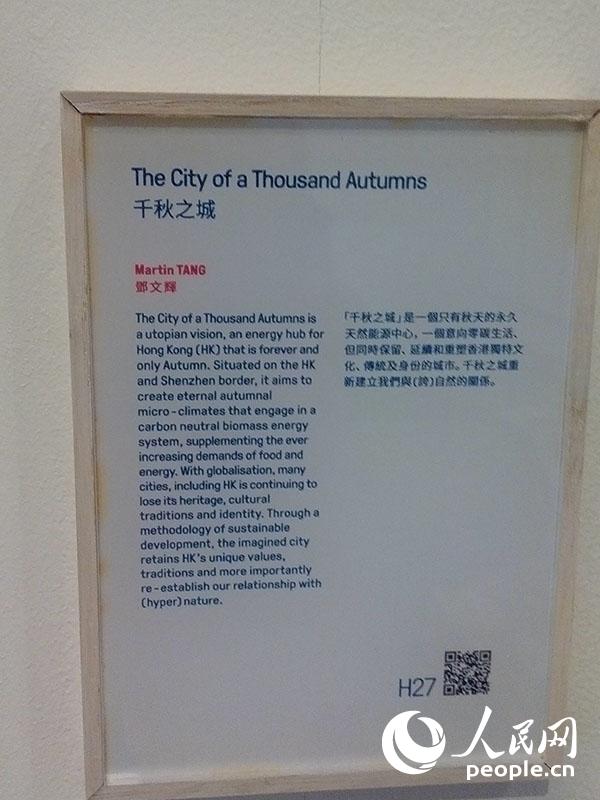 The City of a Thousand Autumns
千秋之城
Martin TANG
鄧文輝
The City of a Thousand Autumns is
a utopian vision, an energy hub for
Hong Kong (HK) that is forever and
only Autumn. Situated on the HK
and Shenzhen border, it aims to
create eternal autumnal
micro-climates that engage in a
carbon neutral biomass energy
system, supplementing the ever
increasing demands of food and
energy. With globalisation, many
cities, including HK is continuing to
lose its heritage, cultural
traditions and identity. Through a
methodology of sustainable
development, the imagined city
retains HK's unique values,
traditions and more importantly
re-establish our relationship with
(hyper) nature.
「千秋之城」是一個只有秋天的永久
天然能源中心，一個意向零碳生活、
但同時保留、延續和重塑香港獨特文
化、傳統及身份的城市。千秋之城重
新建立我們與(誇)自然的關係。
H27
人民网
people.cn